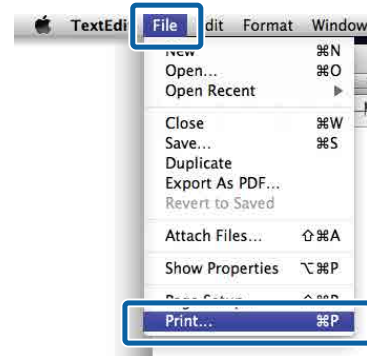 TextEdi File dit Format Window
New ⌘N
Open... ⌘O
Open Recent ▶
Close ⌘W
Save... ⌘S
Duplicate
Export As PDF...
Revert to Saved
Attach Files... ⇧⌘A
Show Properties ⌥⌘P
Print... ⌘P